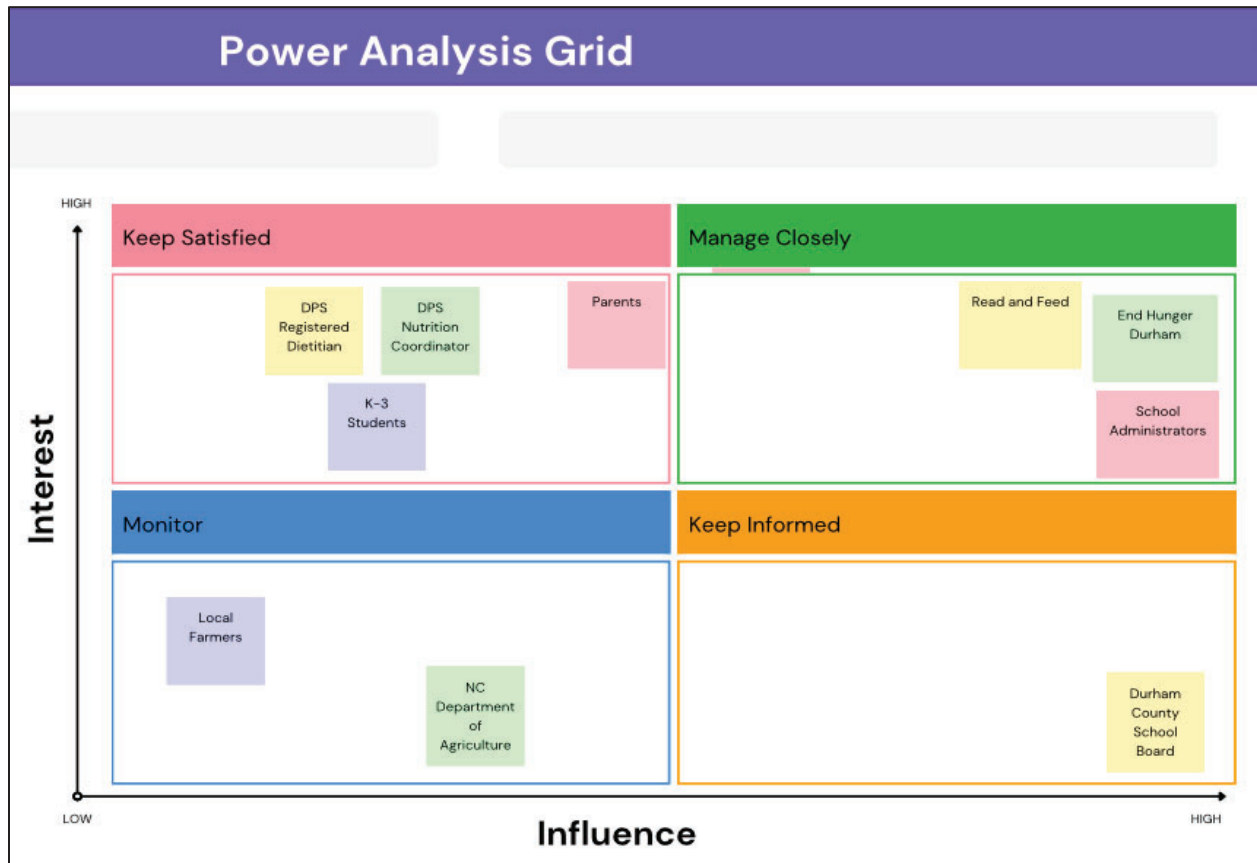 Power Analysis Grid
HIGH
Keep Satisfied
Manage Closely
DPS
Registered
Dietitian
DPS
Nutrition
Coordinator
Parents
K-3
Students
Read and Feed
End Hunger
Durham
School
Administrators
Interest
Monitor
Keep Informed
Local
Farmers
NC
Department
of
Agriculture
Durham
County
School
Board
LOW
Influence
HIGH